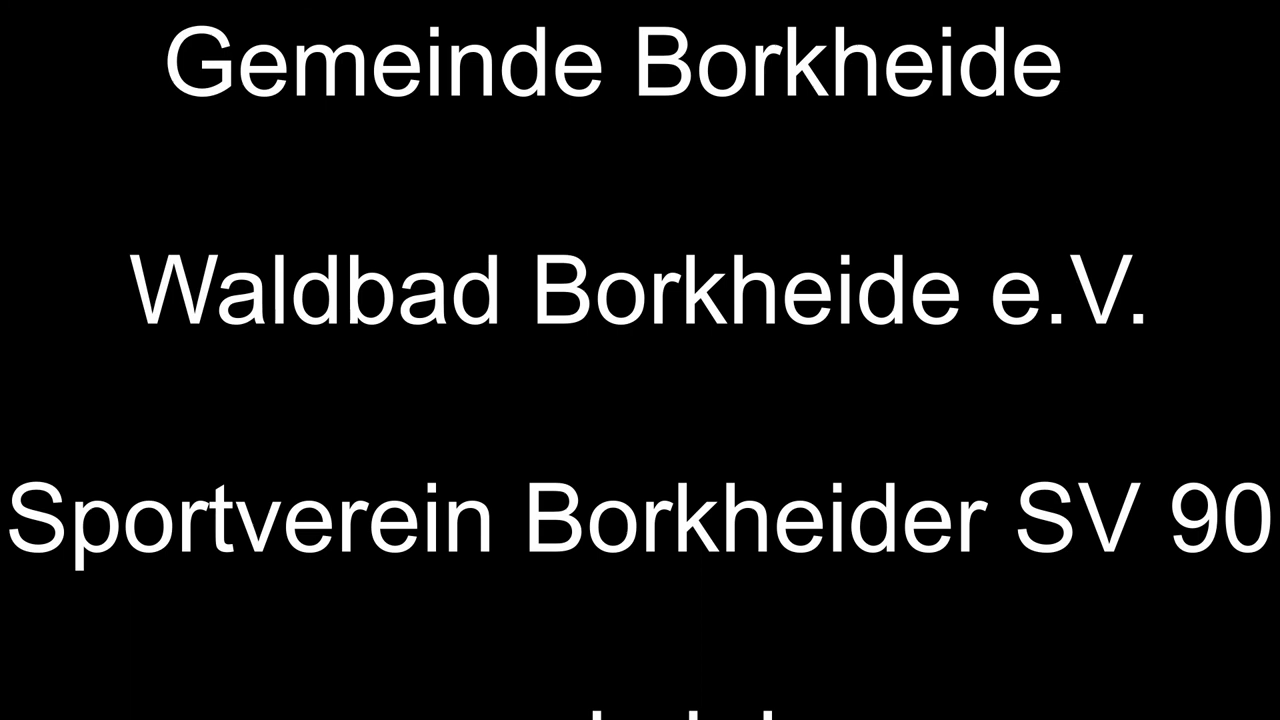 Gemeinde Borkheide
Waldbad Borkheide e.V.
Sportverein Borkheider SV 90